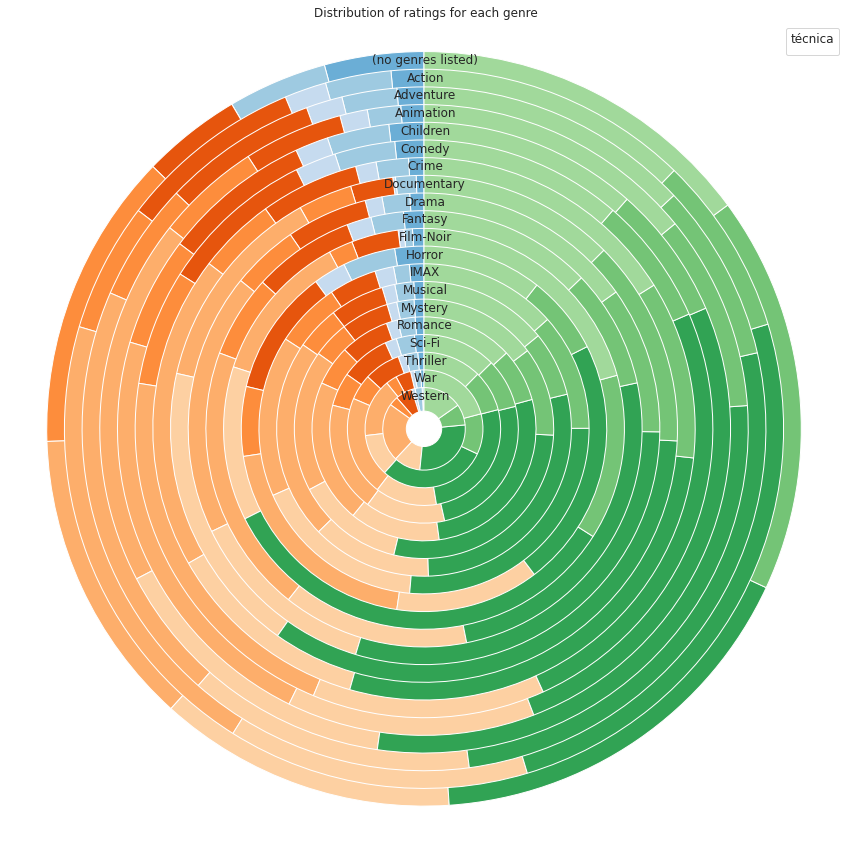 Distribution of ratings for each genre
técnica
(no genres listed)
Action
Adventure
Animation
Children
Comedy
Crime
Documentary
Drama
Fantasy
Film-Noir
Horror
IMAX
Musical
Mystery
Romance
Sci-Fi
Thriller
War
Western